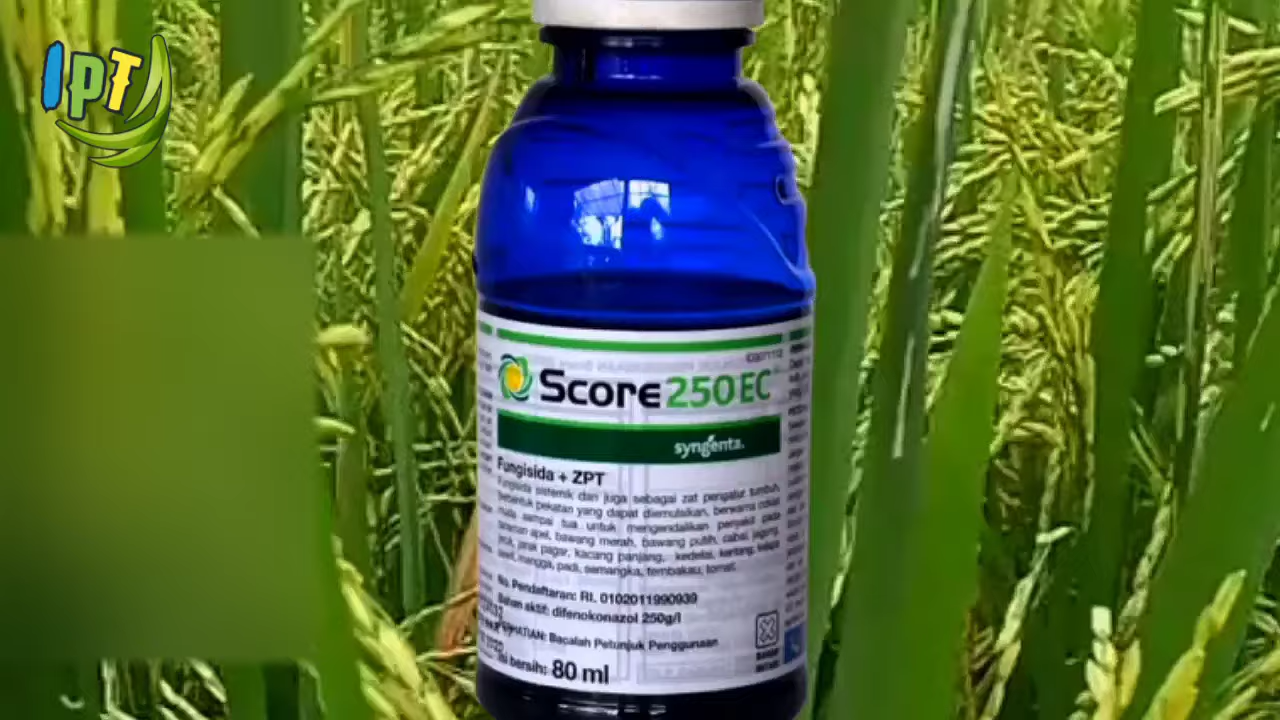 IPT
Score 250 EC
syngenta.
Fungisida + ZPT
Fungisida sistemik dan juga sebagai zat pengatur tumbuh,
berbentuk pekatan yang dapat diemulsikan, berwarna coklat
muda sampai tua untuk mengendalikan penyakit pada
tanaman apel, bawang merah, bawang putih, cabai, jagung,
jeruk, jarak pagar, kacang panjang, kedelai, kentang, kelapa
sawit, mangga, padi, semangka, tembakau, tomat.
No. Pendaftaran: RI. 0102011990939
Bahan aktif: difenokonazol 250g/l
PERHATIAN: Bacalah Petunjuk Penggunaan
Isi bersih: 80 ml